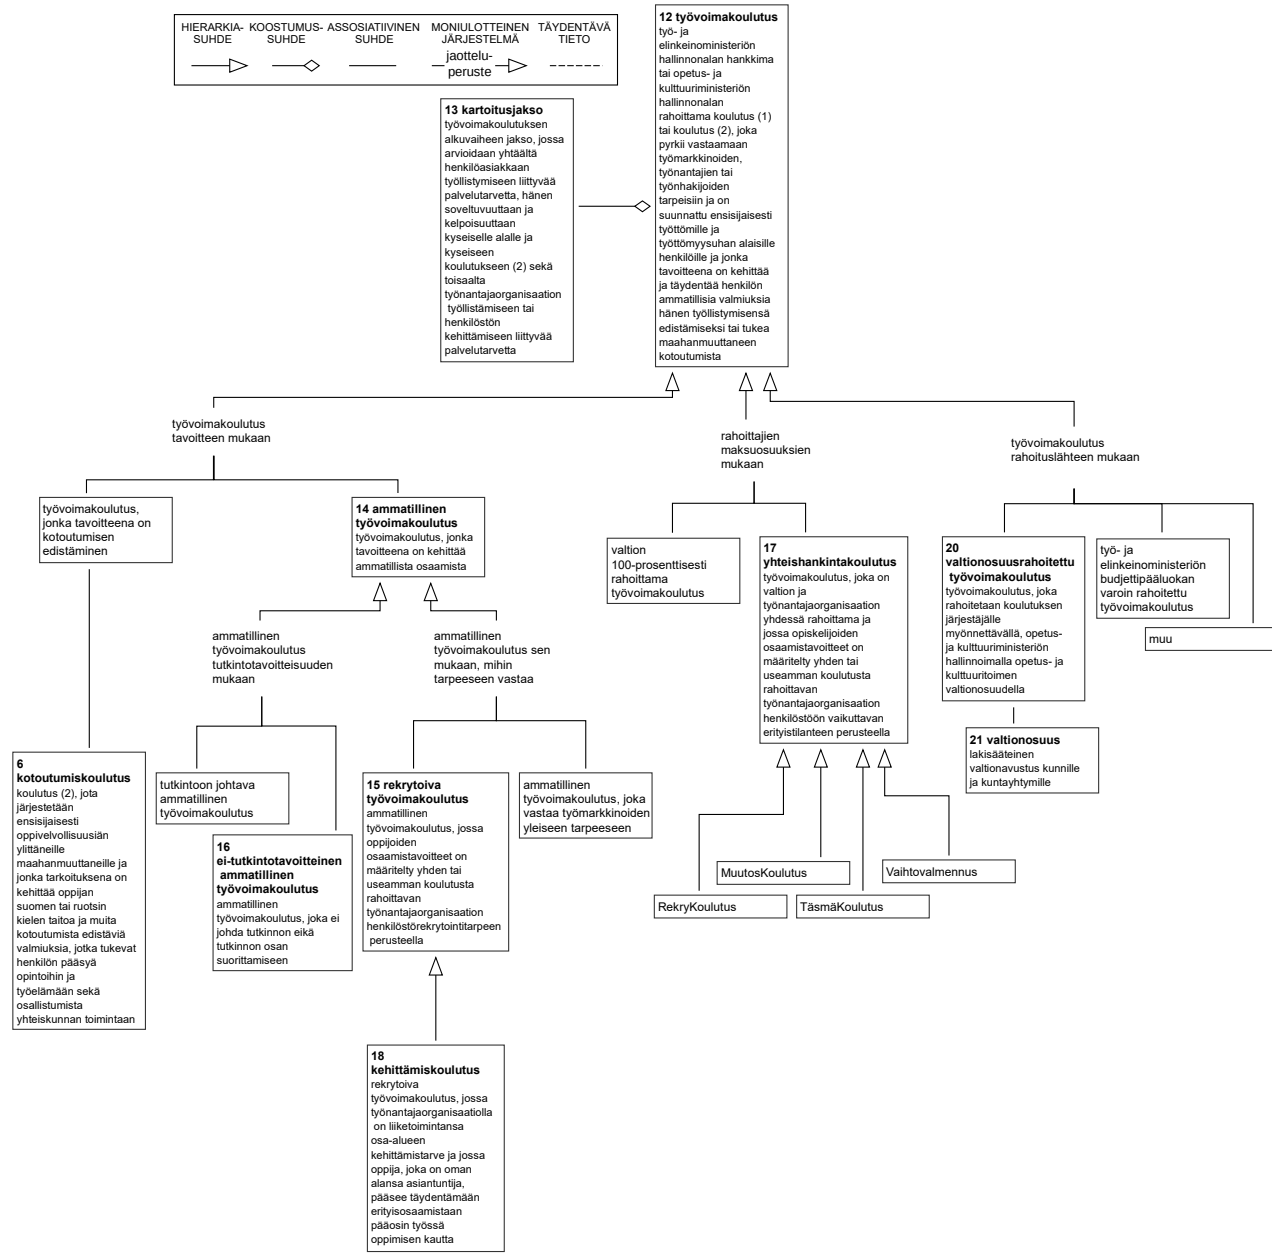 HIERARKIA-
SUHDE
KOOSTUMUS-
SUHDE
ASSOSIATIIVINEN
SUHDE
MONIULOTTEINEN
JÄRJESTELMÄ
TÄYDENTÄVÄ
TIETO
jaottelu-
peruste
12 työvoimakoulutus
työ- ja
elinkeinoministeriön
hallinnonalan hankkima
tai opetus- ja
kulttuuriministeriön
hallinnonalan
rahoittama koulutus (1)
tai koulutus (2), joka
pyrkii vastaamaan
työmarkkinoiden,
työnantajien tai
työnhakijoiden
tarpeisiin ja on
suunnattu ensisijaisesti
työttömille ja
työttömyysuhan alaisille
henkilöille ja jonka
tavoitteena on kehittää
ja täydentää henkilön
ammatillisia valmiuksia
hänen työllistymisensä
edistämiseksi tai tukea
maahanmuuttaneen
kotoutumista
13 kartoitusjakso
työvoimakoulutuksen
alkuvaiheen jakso, jossa
arvioidaan yhtäältä
henkilöasiakkaan
työllistymiseen liittyvää
palvelutarvetta, hänen
soveltuvuuttaan ja
kelpoisuuttaan
kyseiselle alalle ja
kyseiseen
koulutukseen (2) sekä
toisaalta
työnantajaorganisaation
työllistämiseen tai
henkilöstön
kehittämiseen liittyvää
palvelutarvetta
työvoimakoulutus
tavoitteen mukaan
rahoittajien
maksuosuuksien
mukaan
työvoimakoulutus
rahoituslähteen mukaan
työvoimakoulutus,
jonka tavoitteena on
kotoutumisen
edistäminen
14 ammatillinen
työvoimakoulutus
työvoimakoulutus, jonka
tavoitteena on kehittää
ammatillista osaamista
valtion
100-prosenttisesti
rahoittama
työvoimakoulutus
17
yhteishankintakoulutus
työvoimakoulutus, joka on
valtion ja
työnantajaorganisaation
yhdessä rahoittama ja
jossa opiskelijoiden
osaamistavoitteet on
määritelty yhden tai
useamman koulutusta
rahoittavan
työnantajaorganisaation
henkilöstöön vaikuttavan
erityistilanteen perusteella
20
valtionosuusrahoitettu
työvoimakoulutus
työvoimakoulutus, joka
rahoitetaan koulutuksen
järjestäjälle
myönnettävällä, opetus-
ja kulttuuriministeriön
hallinnoimalla opetus- ja
kulttuuritoimen
valtionosuudella
työ- ja
elinkeinoministeriön
budjettipääluokan
varoin rahoitettu
työvoimakoulutus
muu
21 valtionosuus
lakisääteinen
valtionavustus kunnille
ja kuntayhtymille
ammatillinen
työvoimakoulutus
tutkintotavoitteisuuden
mukaan
ammatillinen
työvoimakoulutus sen
mukaan, mihin
tarpeeseen vastaa
6
kotoutumiskoulutus
koulutus (2), jota
järjestetään
ensisijaisesti
oppivelvollisuusiän
ylittäneille
maahanmuuttaneille ja
jonka tarkoituksena on
kehittää oppijan
suomen tai ruotsin
kielen taitoa ja muita
kotoutumista edistäviä
valmiuksia, jotka tukevat
henkilön pääsyä
opintoihin ja
työelämään sekä
osallistumista
yhteiskunnan toimintaan
tutkintoon johtava
ammatillinen
työvoimakoulutus
16
ei-tutkintotavoitteinen
ammatillinen
työvoimakoulutus
ammatillinen
työvoimakoulutus, joka ei
johda tutkinnon eikä
tutkinnon osan
suorittamiseen
15 rekrytoiva
työvoimakoulutus
ammatillinen
työvoimakoulutus, jossa
oppijoiden
osaamistavoitteet on
määritelty yhden tai
useamman koulutusta
rahoittavan
työnantajaorganisaation
henkilöstörekrytointitarpeen
perusteella
ammatillinen
työvoimakoulutus, joka
vastaa työmarkkinoiden
yleiseen tarpeeseen
RekryKoulutus
MuutosKoulutus
TäsmäKoulutus
Vaihtovalmennus
18
kehittämiskoulutus
rekrytoiva
työvoimakoulutus, jossa
työnantajaorganisaatiolla
on liiketoimintansa
osa-alueen
kehittämistarve ja jossa
oppija, joka on oman
alansa asiantuntija,
pääsee täydentämään
erityisosaamistaan
pääosin työssä
oppimisen kautta